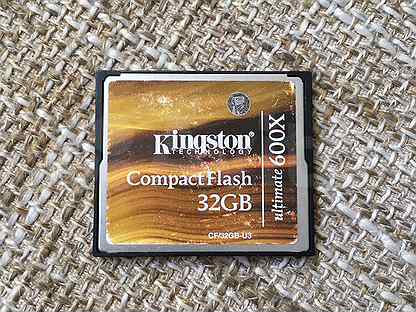 Kingston®
TECHNOLOGY
CompactFlash
32GB
ultimate 600X
CF/32GB-U3